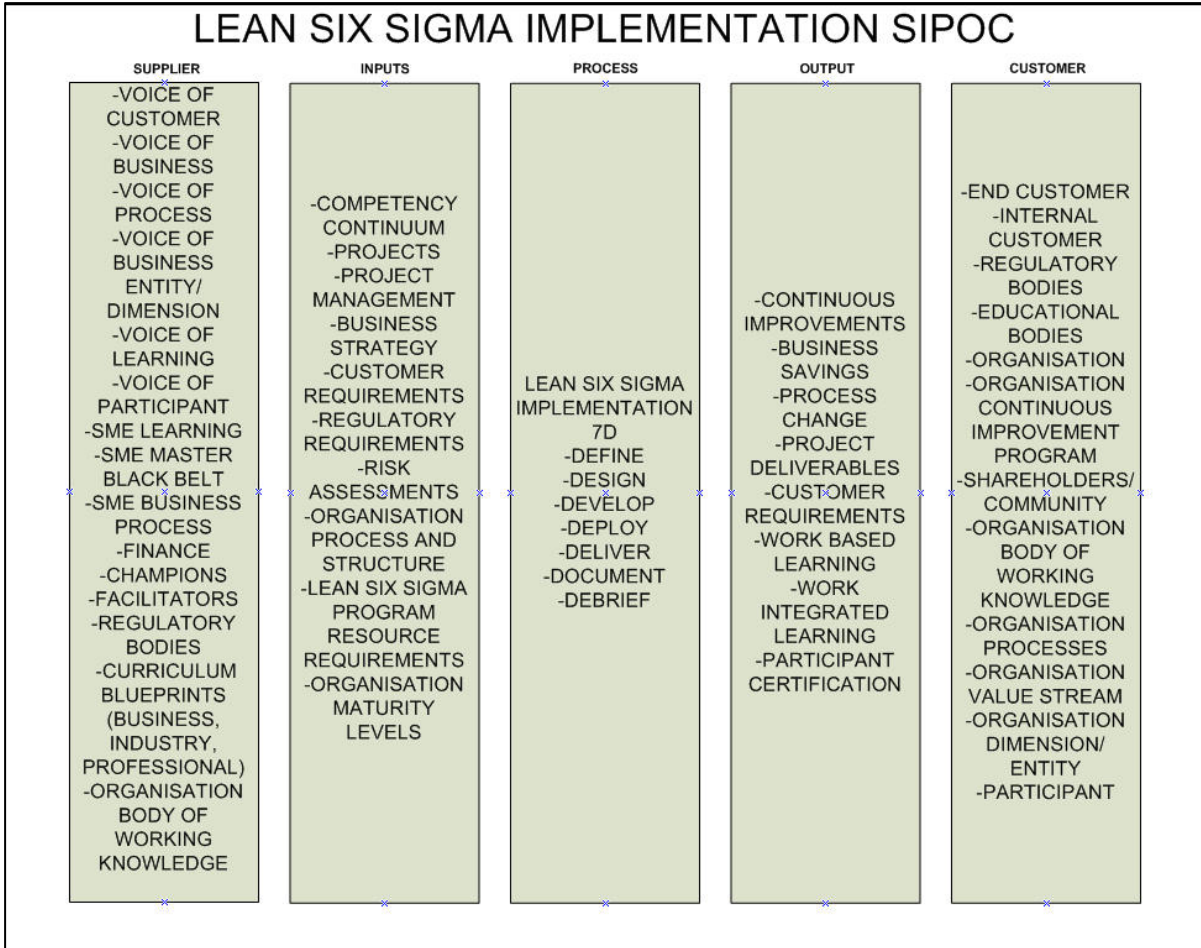 LEAN SIX SIGMA IMPLEMENTATION SIPOC
SUPPLIER
-VOICE OF
CUSTOMER
-VOICE OF
BUSINESS
-VOICE OF
PROCESS
-VOICE OF
BUSINESS
ENTITY/
DIMENSION
-VOICE OF
LEARNING
-VOICE OF
PARTICIPANT
-SME LEARNING
-SME MASTER
BLACK BELT
-SME BUSINESS
PROCESS
-FINANCE
-CHAMPIONS
-FACILITATORS
-REGULATORY
BODIES
-CURRICULUM
BLUEPRINTS
(BUSINESS,
INDUSTRY,
PROFESSIONAL)
-ORGANISATION
BODY OF
WORKING
KNOWLEDGE
INPUTS
-COMPETENCY
CONTINUUM
-PROJECTS
-PROJECT
MANAGEMENT
-BUSINESS
STRATEGY
-CUSTOMER
REQUIREMENTS
-REGULATORY
REQUIREMENTS
-RISK
ASSESSMENTS
-ORGANISATION
PROCESS AND
STRUCTURE
-LEAN SIX SIGMA
PROGRAM
RESOURCE
REQUIREMENTS
-ORGANISATION
MATURITY
LEVELS
PROCESS
LEAN SIX SIGMA
IMPLEMENTATION
7D
-DEFINE
-DESIGN
-DEVELOP
-DEPLOY
-DELIVER
-DOCUMENT
-DEBRIEF
OUTPUT
-CONTINUOUS
IMPROVEMENTS
-BUSINESS
SAVINGS
-PROCESS
CHANGE
-PROJECT
DELIVERABLES
-CUSTOMER
REQUIREMENTS
-WORK BASED
LEARNING
-WORK
INTEGRATED
LEARNING
-PARTICIPANT
CERTIFICATION
CUSTOMER
-END CUSTOMER
-INTERNAL
CUSTOMER
-REGULATORY
BODIES
-EDUCATIONAL
BODIES
-ORGANISATION
-ORGANISATION
CONTINUOUS
IMPROVEMENT
PROGRAM
-SHAREHOLDERS/
COMMUNITY
-ORGANISATION
BODY OF
WORKING
KNOWLEDGE
-ORGANISATION
PROCESSES
-ORGANISATION
VALUE STREAM
-ORGANISATION
DIMENSION/
ENTITY
-PARTICIPANT